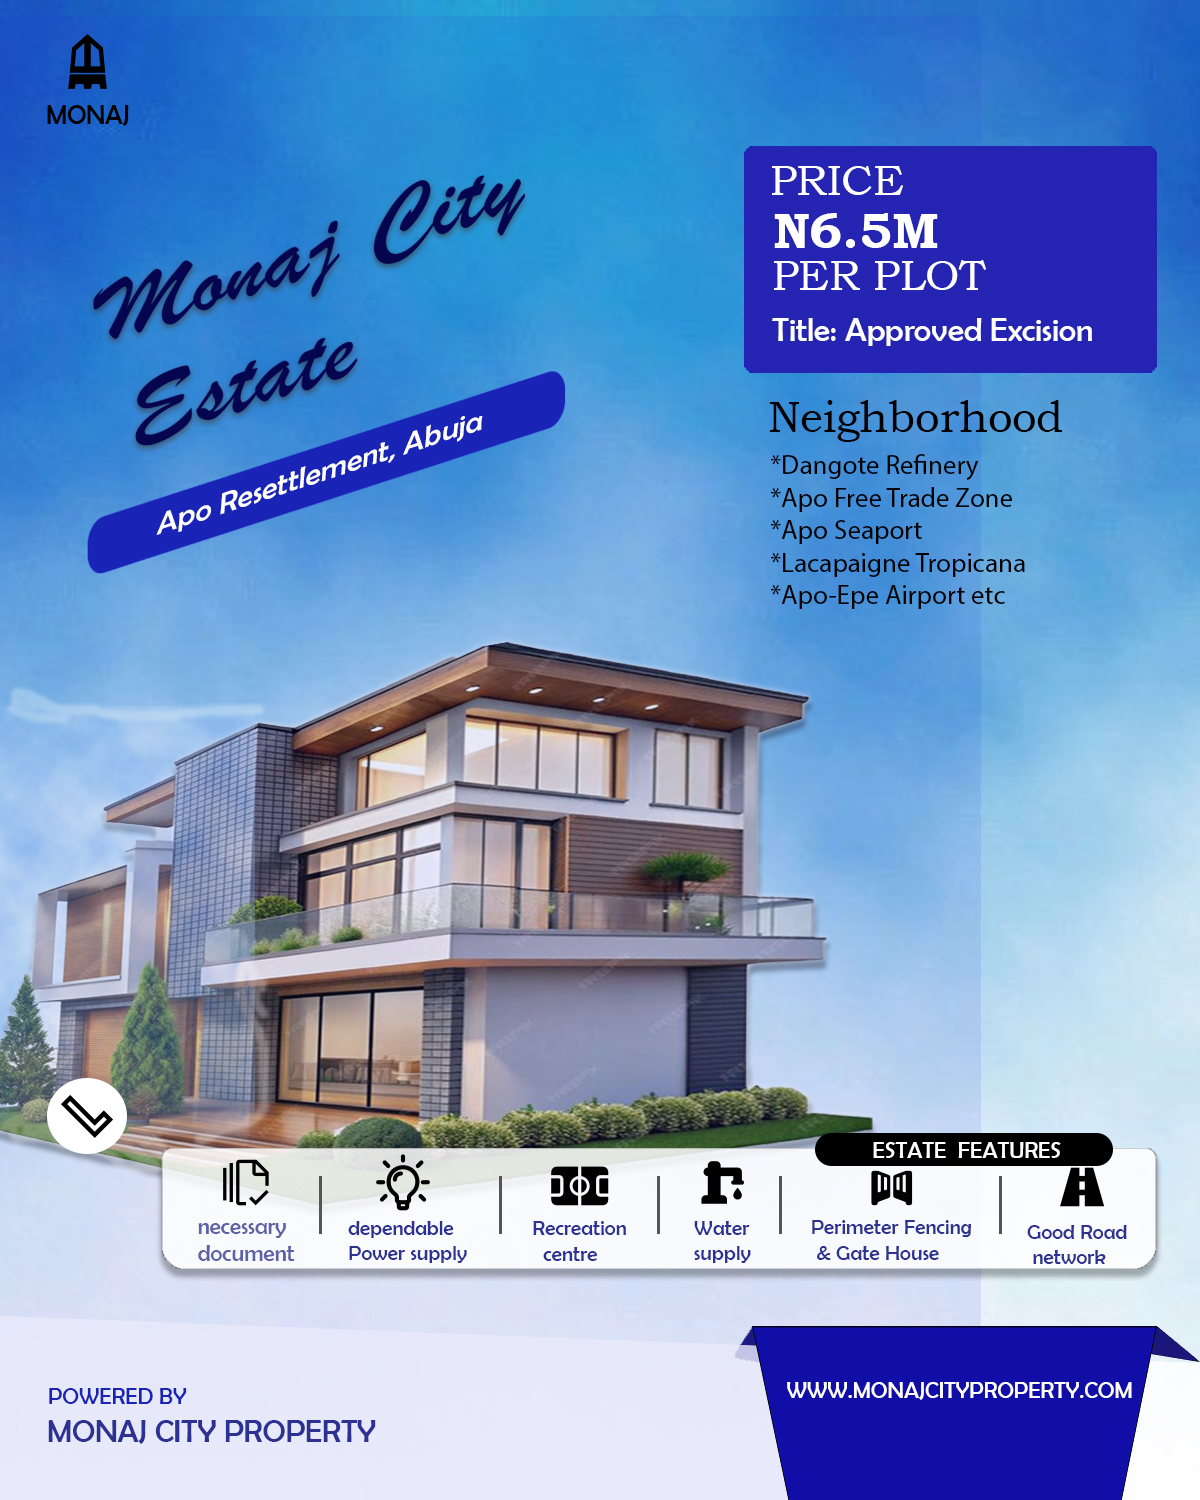 MONAJ
Monaj City
Estate
Apo Resettlement, Abuja
PRICE
N6.5M
PER PLOT
Title: Approved Excision
Neighborhood
*Dangote Refinery
*Apo Free Trade Zone
*Apo Seaport
*Lacapaigne Tropicana
*Apo-Epe Airport etc
ESTATE FEATURES
necessary
document
dependable
Power supply
Recreation
centre
Water
supply
Perimeter Fencing
& Gate House
Good Road
network
POWERED BY
MONAJ CITY PROPERTY
WWW.MONAJCITYPROPERTY.COM